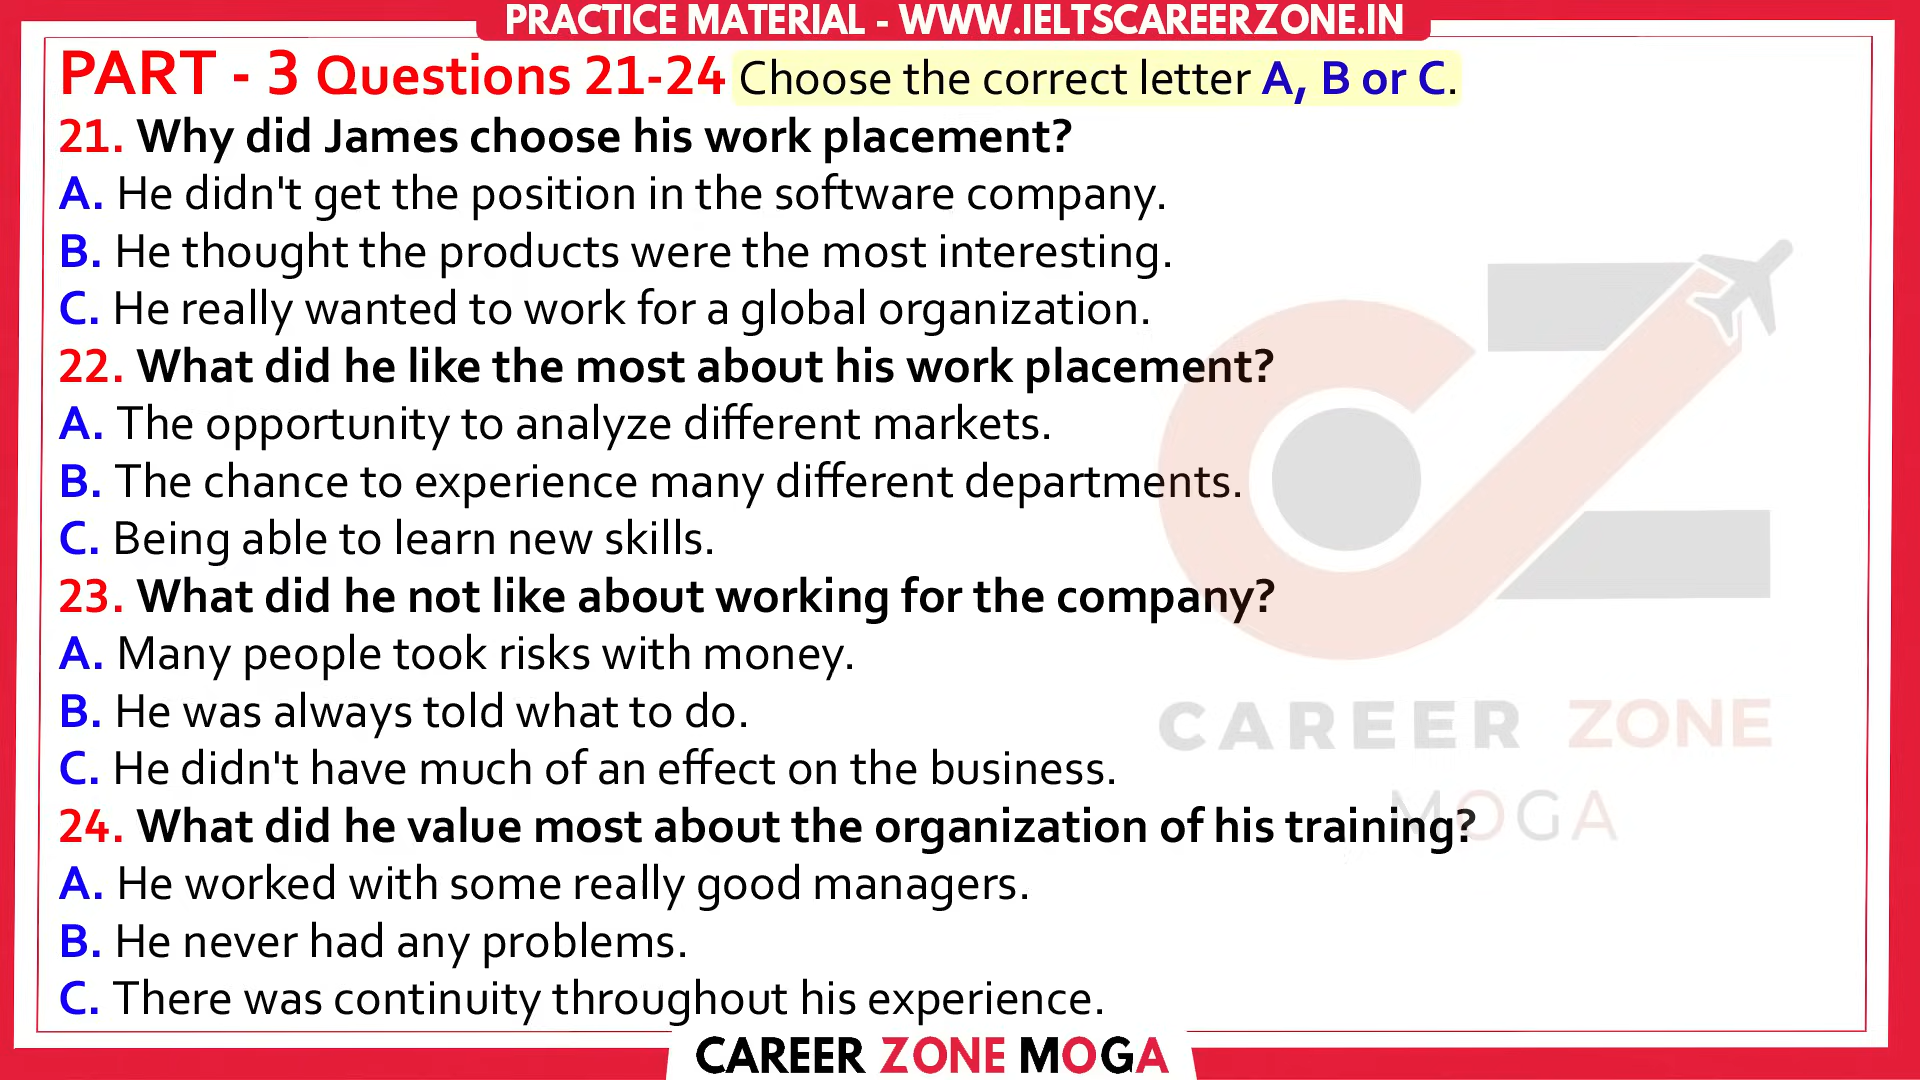 PRACTICE MATERIAL - WWW.IELTSCAREERZONE.IN
PART - 3 Questions 21-24 Choose the correct letter A, B or C.
21. Why did James choose his work placement?
A. He didn't get the position in the software company.
B. He thought the products were the most interesting.
C. He really wanted to work for a global organization.
22. What did he like the most about his work placement?
A. The opportunity to analyze different markets.
B. The chance to experience many different departments.
C. Being able to learn new skills.
23. What did he not like about working for the company?
A. Many people took risks with money.
B. He was always told what to do.
C. He didn't have much of an effect on the business.
CAREER ZONE
MOGA
24. What did he value most about the organization of his training?
A. He worked with some really good managers.
B. He never had any problems.
C. There was continuity throughout his experience.
CAREER ZONE MOGA